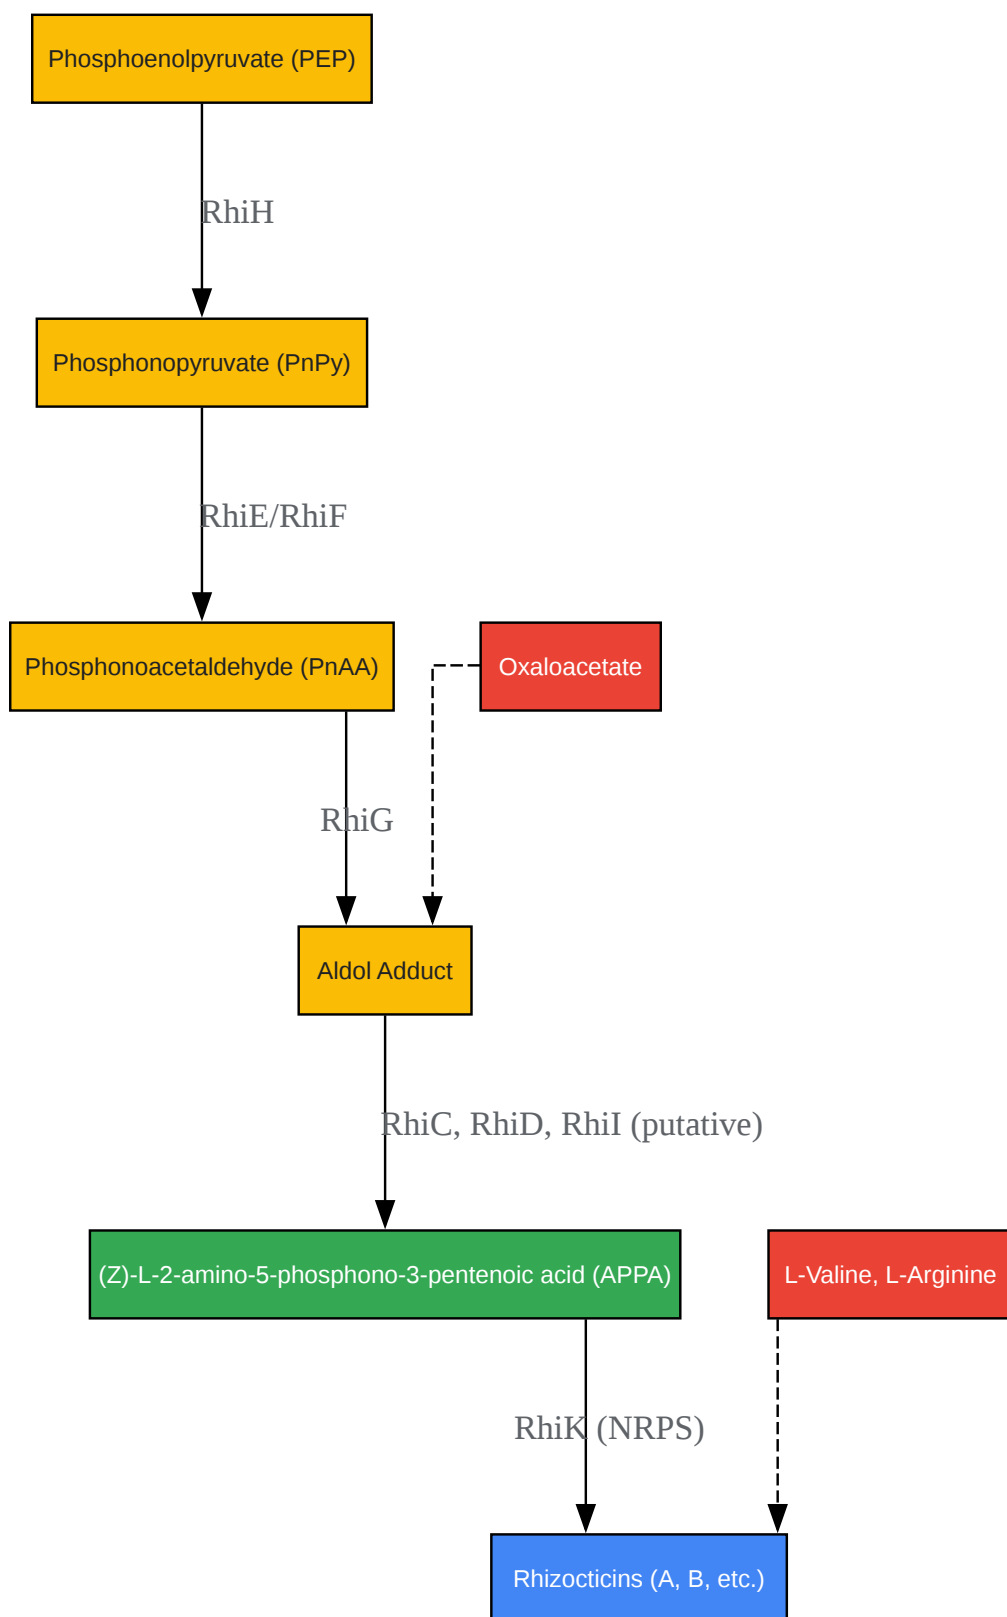 Phosphoenolpyruvate (PEP)
RhiH
Phosphonopyruvate (PnPy)
RhiE/RhiF
Phosphonoacetaldehyde (PnAA)
Oxaloacetate
RhiG
Aldol Adduct
RhiC, RhiD, RhiI (putative)
(Z)-L-2-amino-5-phosphono-3-pentenoic acid (APPA)
L-Valine, L-Arginine
RhiK (NRPS)
Rhizocticins (A, B, etc.)